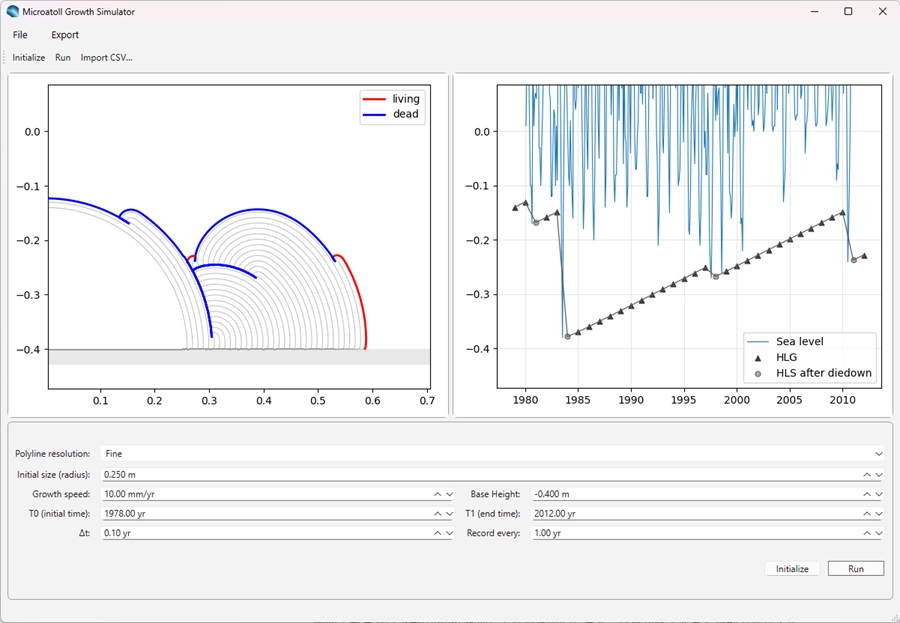 Microatoll Growth Simulator
File Export
Initialize Run Import CSV...
living
dead
0.0
−0.1
−0.2
−0.3
−0.4
0.1 0.2 0.3 0.4 0.5 0.6 0.7
0.0
−0.1
−0.2
−0.3
−0.4
Sea level
HLG
HLS after diedown
1980 1985 1990 1995 2000 2005 2010
Polyline resolution: Fine
Initial size (radius): 0.250 m
Growth speed: 10.00 mm/yr Base Height: -0.400 m
T0 (initial time): 1978.00 yr T1 (end time): 2012.00 yr
Δt: 0.10 yr Record every: 1.00 yr
Initialize Run